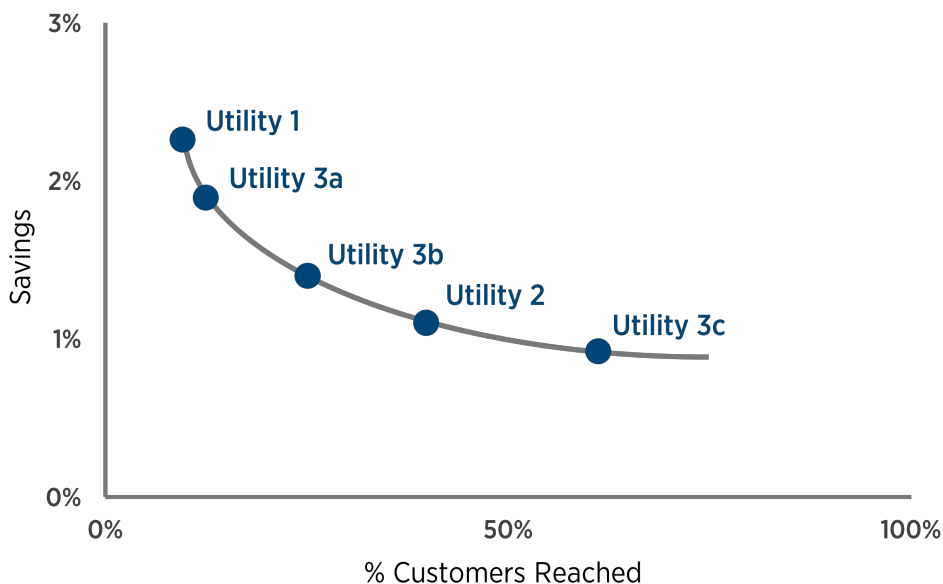 3%
Utility 1
2%
Utility 3a
Utility 3b
Savings
Utility 2
Utility 3c
1%
0%
0%
50%
100%
% Customers Reached